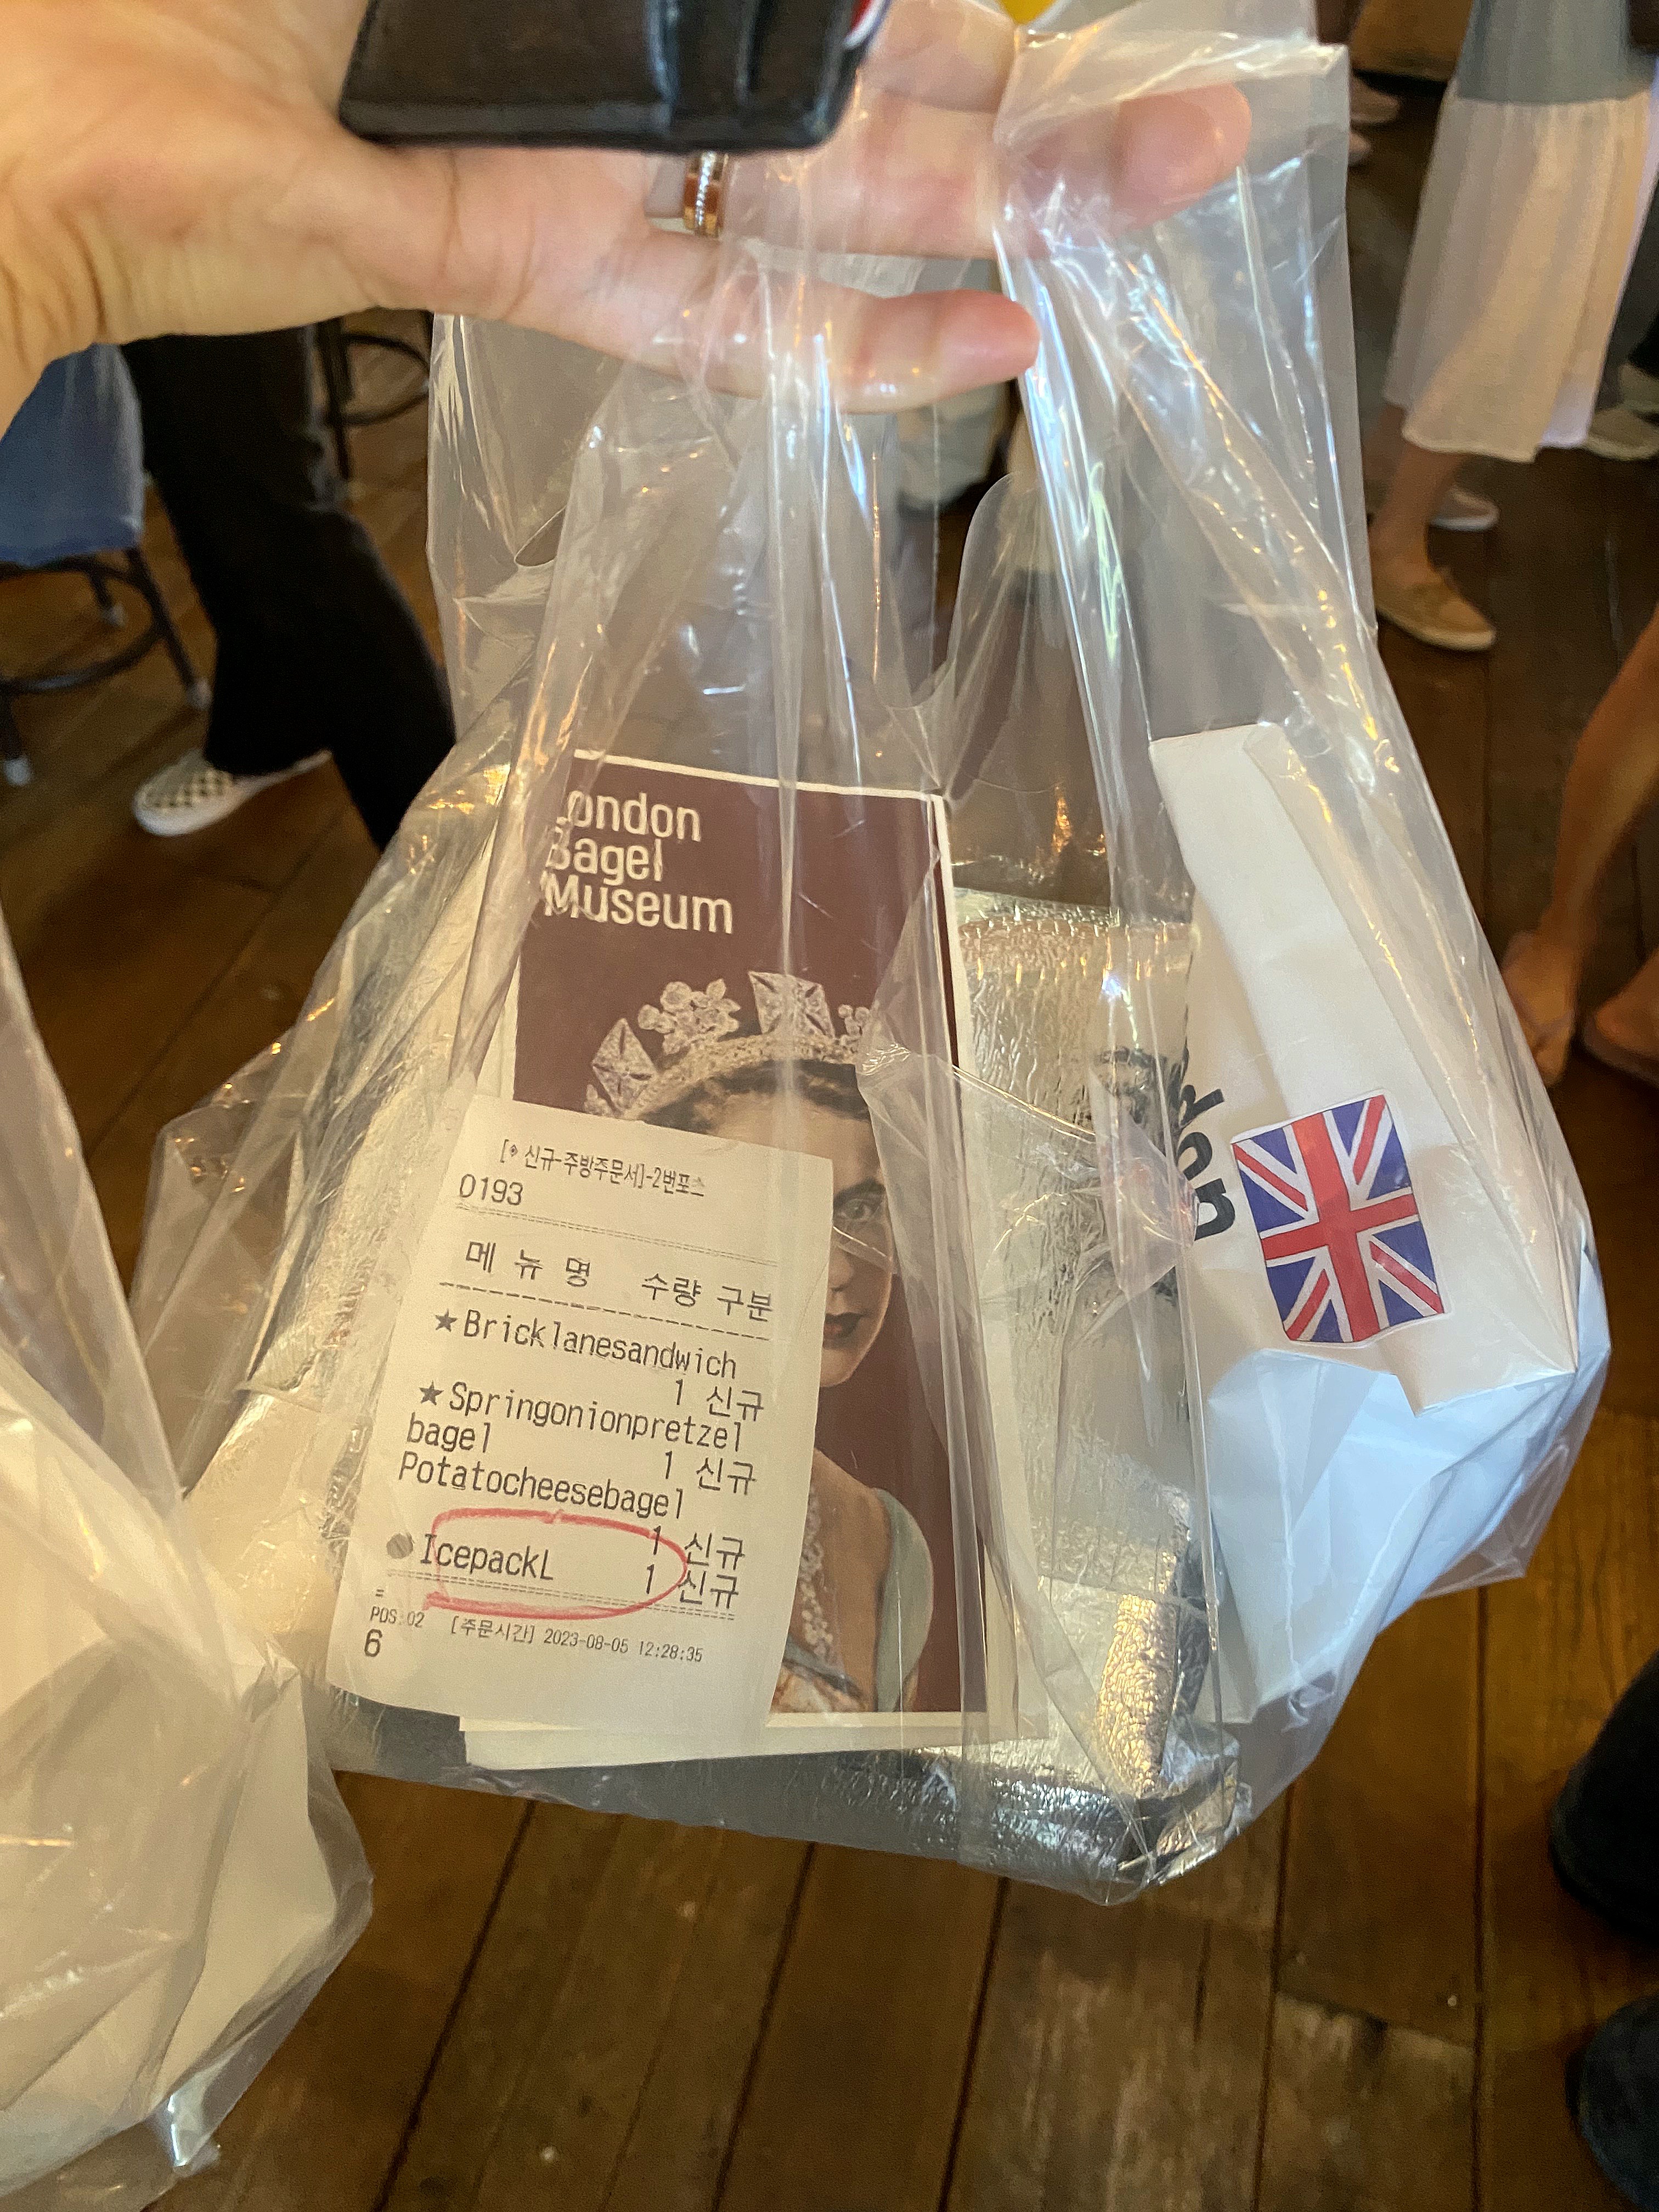 London
Bagel
Museum
[신규-주방주문서]-2번포스
0193
메 뉴 명 수량 구분
★Bricklanesandwich
1 신규
★Springonionpretzel
bagel 1 신규
Potatocheesebagel
1 신규
●IcepackL 1 신규
=
POS:02 [주문시간] 2023-08-05 12:28:35
6